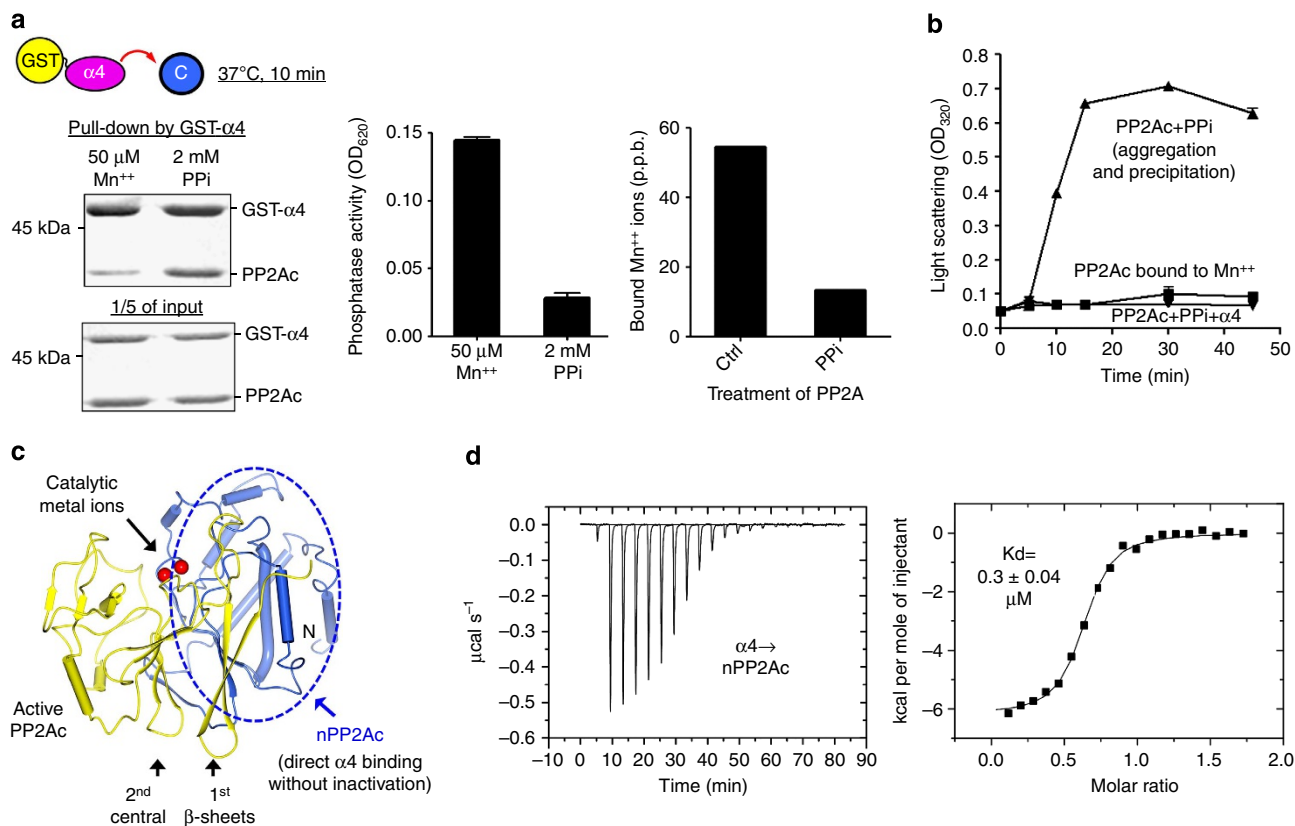 a
GST
α4
C
37°C, 10 min
Pull-down by GST-α4
50 μM
Mn⁺⁺
2 mM
PPi
45 kDa
GST-α4
PP2Ac
1/5 of input
45 kDa
GST-α4
PP2Ac
Phosphatase activity (OD₆₂₀)
0.15
0.10
0.05
0.00
50 μM
Mn⁺⁺
2 mM
PPi
Bound Mn⁺⁺ ions (p.p.b.)
60
40
20
0
Ctrl
PPi
Treatment of PP2A
b
Light scattering (OD₃₂₀)
0.8
0.7
0.6
0.5
0.4
0.3
0.2
0.1
0.0
PP2Ac+PPi
(aggregation
and precipitation)
PP2Ac bound to Mn⁺⁺
PP2Ac+PPi+α4
0 10 20 30 40 50
Time (min)
c
Catalytic
metal ions
N
Active
PP2Ac
nPP2Ac
(direct α4 binding
without inactivation)
2nd
central
1st
β-sheets
d
μcal s⁻¹
0.0
−0.1
−0.2
−0.3
−0.4
−0.5
−0.6
α4→
nPP2Ac
−10 0 10 20 30 40 50 60 70 80 90
Time (min)
kcal per mole of injectant
0
−2
−4
−6
Kd=
0.3 ± 0.04
μM
0.0 0.5 1.0 1.5 2.0
Molar ratio